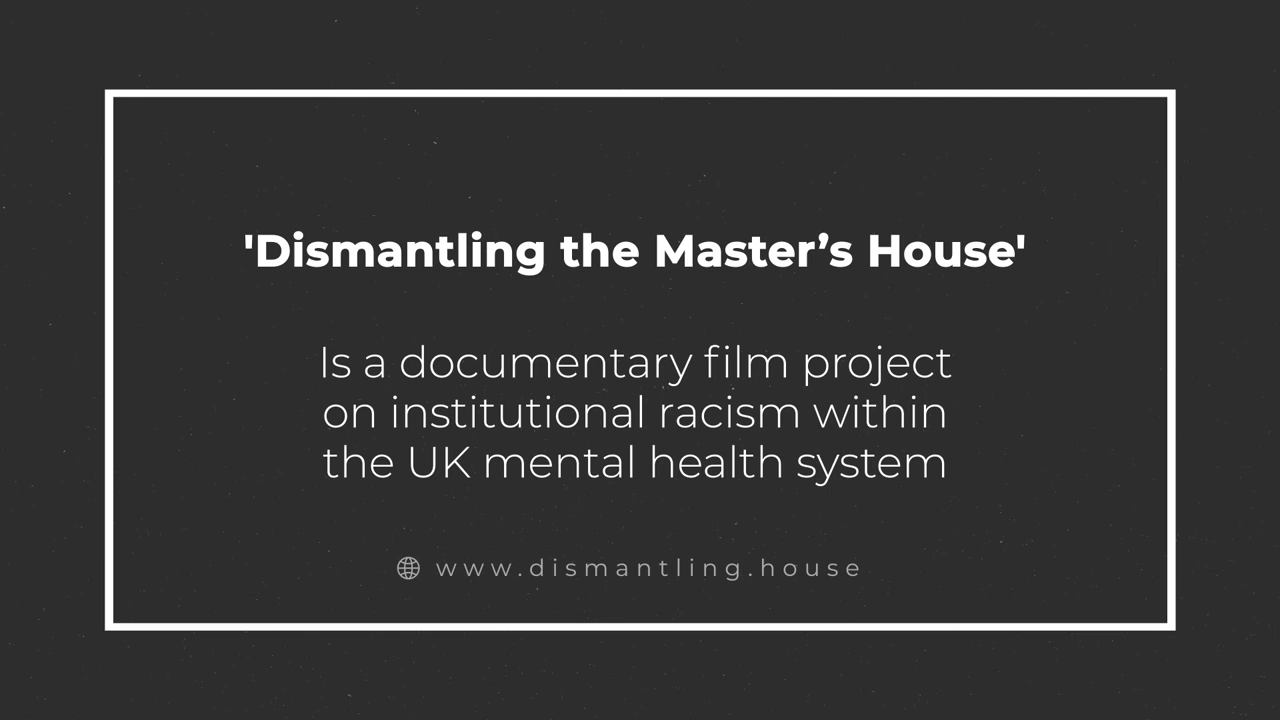 'Dismantling the Master’s House'
Is a documentary film project
on institutional racism within
the UK mental health system
www.dismantling.house